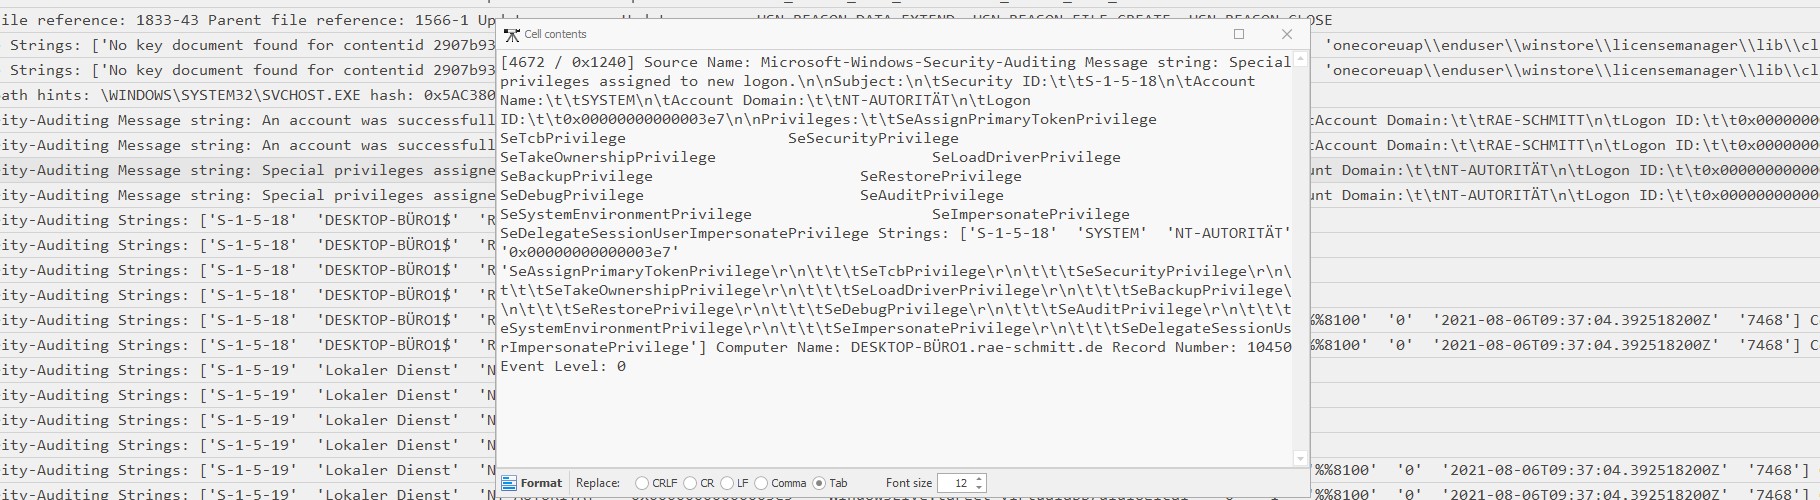 ile reference: 1833-43 Parent file reference: 1566-1
OSE
Strings: ['No key document found for contentid 2907b93
'onecoreuap\\enduser\\winstore\\licensemanager\\lib\\cl
Strings: ['No key document found for contentid 2907b93
'onecoreuap\\enduser\\winstore\\licensemanager\\lib\\cl
ath hints: \WINDOWS\SYSTEM32\SVCHOST.EXE hash: 0x5AC380
ity-Auditing Message string: An account was successfull
tAccount Domain:\t\tRAE-SCHMITT\n\tLogon ID:\t\t0x0000000
ity-Auditing Message string: An account was successfull
tAccount Domain:\t\tRAE-SCHMITT\n\tLogon ID:\t\t0x0000000
ity-Auditing Message string: Special privileges assigne
unt Domain:\t\tNT-AUTORITÄT\n\tLogon ID:\t\t0x000000000
ity-Auditing Message string: Special privileges assigne
unt Domain:\t\tNT-AUTORITÄT\n\tLogon ID:\t\t0x000000000
ity-Auditing Strings: ['S-1-5-18'  'DESKTOP-BÜRO1$'  'R
ity-Auditing Strings: ['S-1-5-18'  'DESKTOP-BÜRO1$'  'R
ity-Auditing Strings: ['S-1-5-18'  'DESKTOP-BÜRO1$'  'R
ity-Auditing Strings: ['S-1-5-18'  'DESKTOP-BÜRO1$'  'R
ity-Auditing Strings: ['S-1-5-18'  'DESKTOP-BÜRO1$'  'R
%%8100'  '0'  '2021-08-06T09:37:04.392518200Z'  '7468'] C
ity-Auditing Strings: ['S-1-5-18'  'DESKTOP-BÜRO1$'  'R
%%8100'  '0'  '2021-08-06T09:37:04.392518200Z'  '7468'] C
ity-Auditing Strings: ['S-1-5-19'  'Lokaler Dienst'  'N
ity-Auditing Strings: ['S-1-5-19'  'Lokaler Dienst'  'N
ity-Auditing Strings: ['S-1-5-19'  'Lokaler Dienst'  'N
ity-Auditing Strings: ['S-1-5-19'  'Lokaler Dienst'  'N
ity-Auditing Strings: ['S-1-5-19'  'Lokaler Dienst'  'N
'%%8100'  '0'  '2021-08-06T09:37:04.392518200Z'  '7468']
ity-Auditing Strings: ['S-1-5-19'  'Lokaler Dienst'  'N
'%%8100'  '0'  '2021-08-06T09:37:04.392518200Z'  '7468']
Cell contents
[4672 / 0x1240] Source Name: Microsoft-Windows-Security-Auditing Message string: Special
privileges assigned to new logon.\n\nSubject:\n\tSecurity ID:\t\tS-1-5-18\n\tAccount
Name:\t\tSYSTEM\n\tAccount Domain:\t\tNT-AUTORITÄT\n\tLogon
ID:\t\t0x00000000000003e7\n\nPrivileges:\t\tSeAssignPrimaryTokenPrivilege
SeTcbPrivilege SeSecurityPrivilege
SeTakeOwnershipPrivilege SeLoadDriverPrivilege
SeBackupPrivilege SeRestorePrivilege
SeDebugPrivilege SeAuditPrivilege
SeSystemEnvironmentPrivilege SeImpersonatePrivilege
SeDelegateSessionUserImpersonatePrivilege Strings: ['S-1-5-18'  'SYSTEM'  'NT-AUTORITÄT'
'0x00000000000003e7'
'SeAssignPrimaryTokenPrivilege\r\n\t\t\tSeTcbPrivilege\r\n\t\t\tSeSecurityPrivilege\r\n\
t\t\tSeTakeOwnershipPrivilege\r\n\t\t\tSeLoadDriverPrivilege\r\n\t\t\tSeBackupPrivilege\
\n\t\t\tSeRestorePrivilege\r\n\t\t\tSeDebugPrivilege\r\n\t\t\tSeAuditPrivilege\r\n\t\t\t
eSystemEnvironmentPrivilege\r\n\t\t\tSeImpersonatePrivilege\r\n\t\t\tSeDelegateSessionUs
rImpersonatePrivilege'] Computer Name: DESKTOP-BÜRO1.rae-schmitt.de Record Number: 10450
Event Level: 0
Format Replace: CRLF CR LF Comma Tab Font size 12